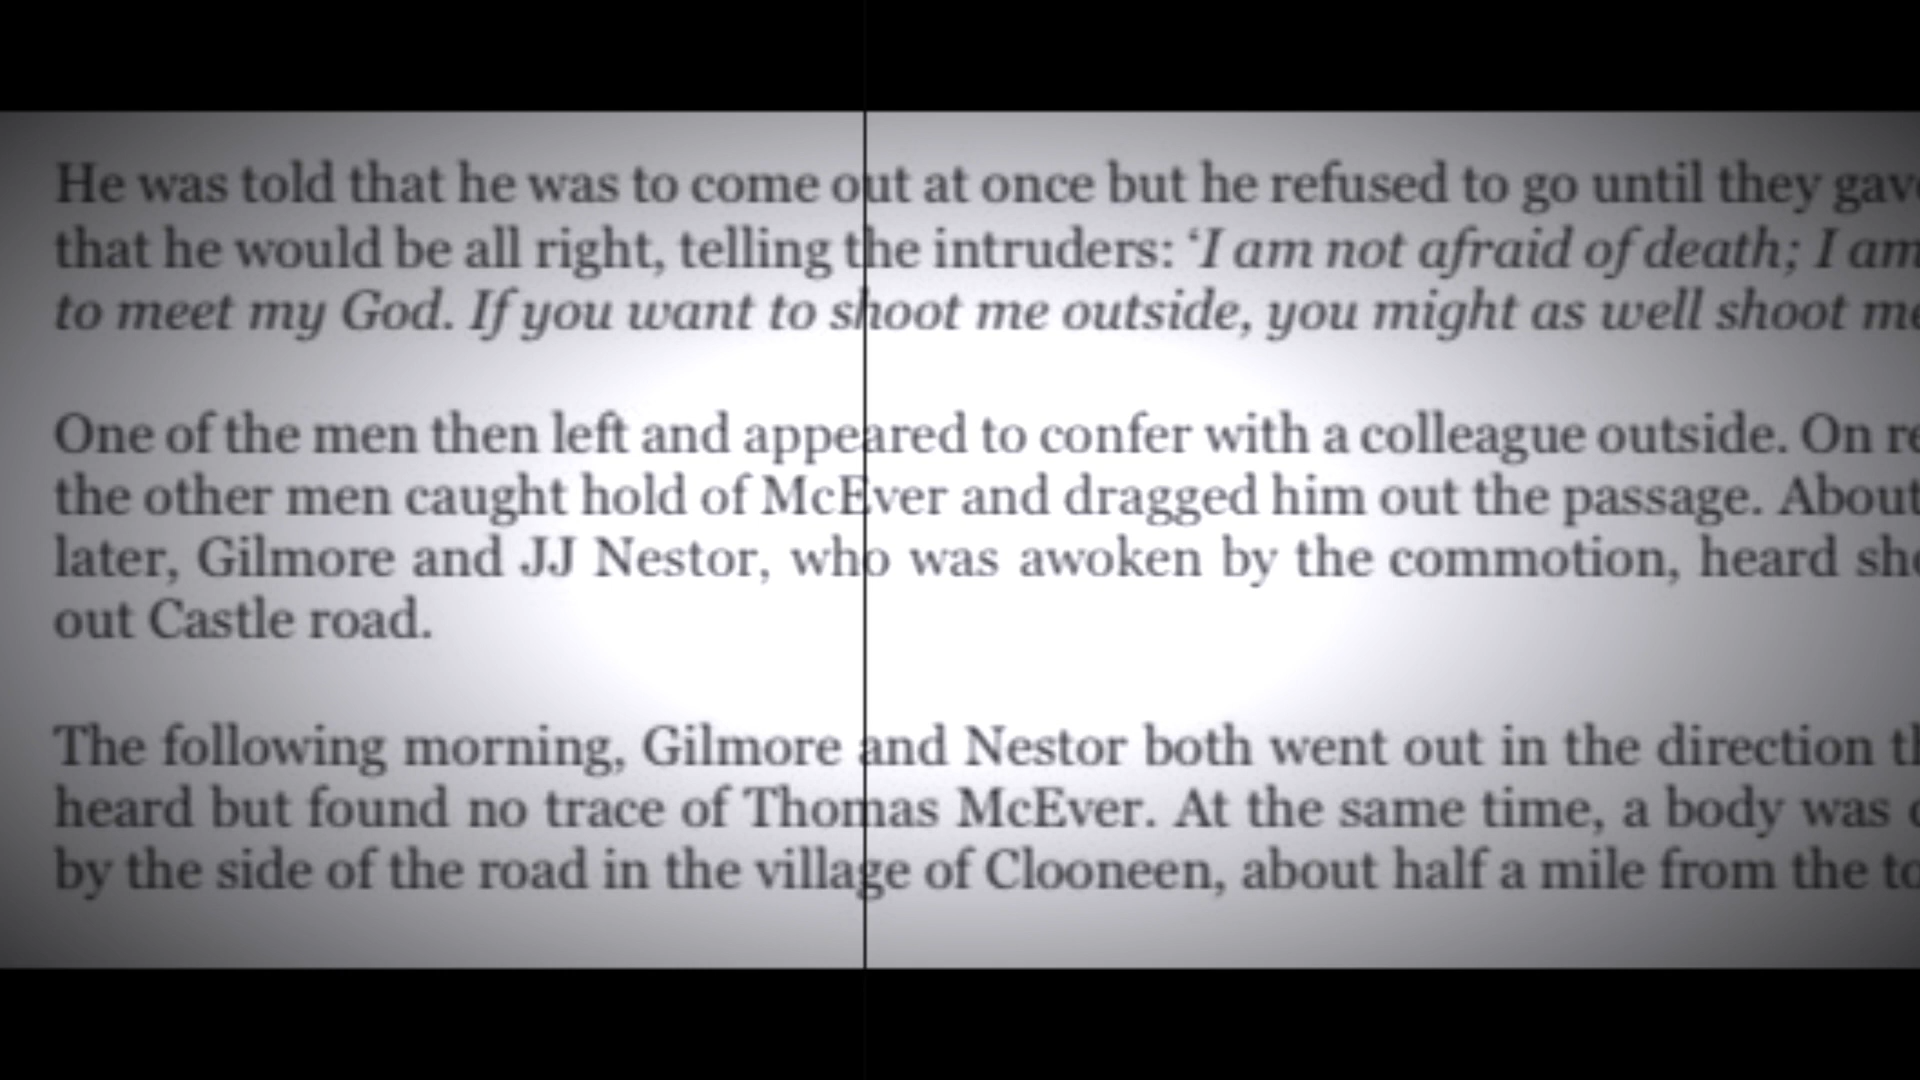 He was told that he was to come out at once but he refused to go until they gave
that he would be all right, telling the intruders: ‘I am not afraid of death; I am
to meet my God. If you want to shoot me outside, you might as well shoot me
One of the men then left and appeared to confer with a colleague outside. On
the other men caught hold of McEver and dragged him out the passage. About
later, Gilmore and JJ Nestor, who was awoken by the commotion, heard
out Castle road.
The following morning, Gilmore and Nestor both went out in the direction
heard but found no trace of Thomas McEver. At the same time, a body was
by the side of the road in the village of Clooneen, about half a mile from the